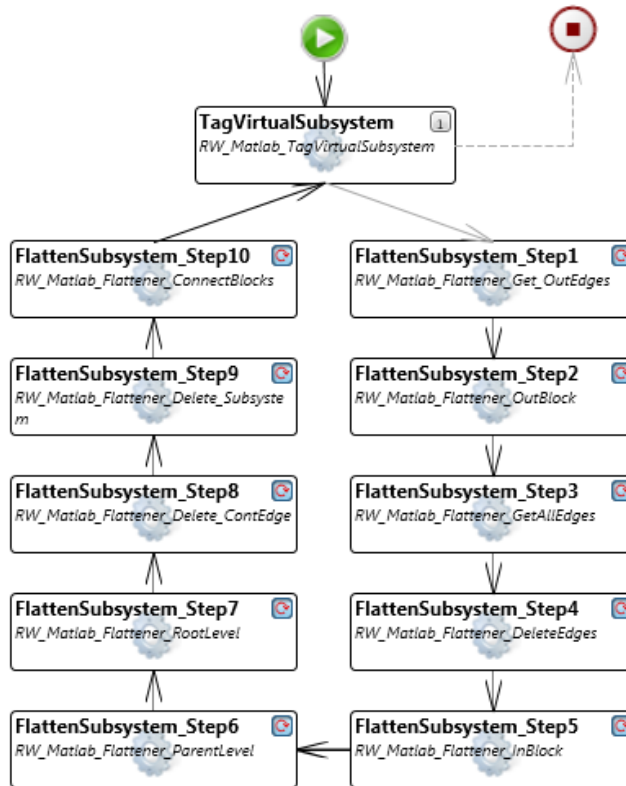 TagVirtualSubsystem 1
RW_Matlab_TagVirtualSubsystem
FlattenSubsystem_Step10
RW_Matlab_Flattener_ConnectBlocks
FlattenSubsystem_Step1
RW_Matlab_Flattener_Get_OutEdges
FlattenSubsystem_Step9
RW_Matlab_Flattener_Delete_Subsyste
m
FlattenSubsystem_Step2
RW_Matlab_Flattener_OutBlock
FlattenSubsystem_Step8
RW_Matlab_Flattener_Delete_ContEdge
FlattenSubsystem_Step3
RW_Matlab_Flattener_GetAllEdges
FlattenSubsystem_Step7
RW_Matlab_Flattener_RootLevel
FlattenSubsystem_Step4
RW_Matlab_Flattener_DeleteEdges
FlattenSubsystem_Step6
RW_Matlab_Flattener_ParentLevel
FlattenSubsystem_Step5
RW_Matlab_Flattener_InBlock